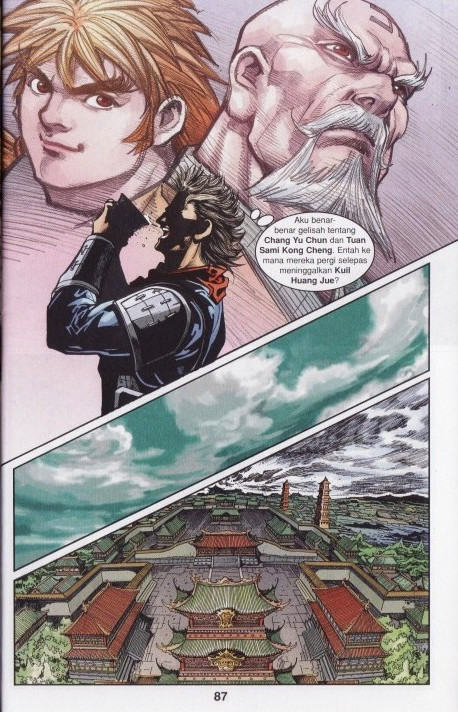 Aku benar-
benar gelisah tentang
Chang Yu Chun dan Tuan
Sami Kong Cheng. Entah ke
mana mereka pergi selepas
meninggalkan Kuil
Huang Jue?
87